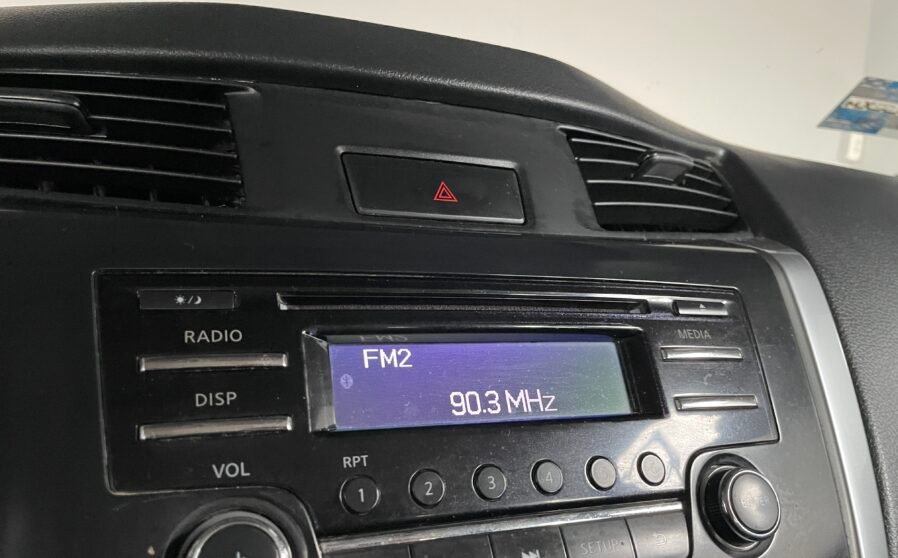 RADIO
MEDIA
FM2
90.3 MHz
DISP
VOL
RPT
1
2
3
4
SETUP